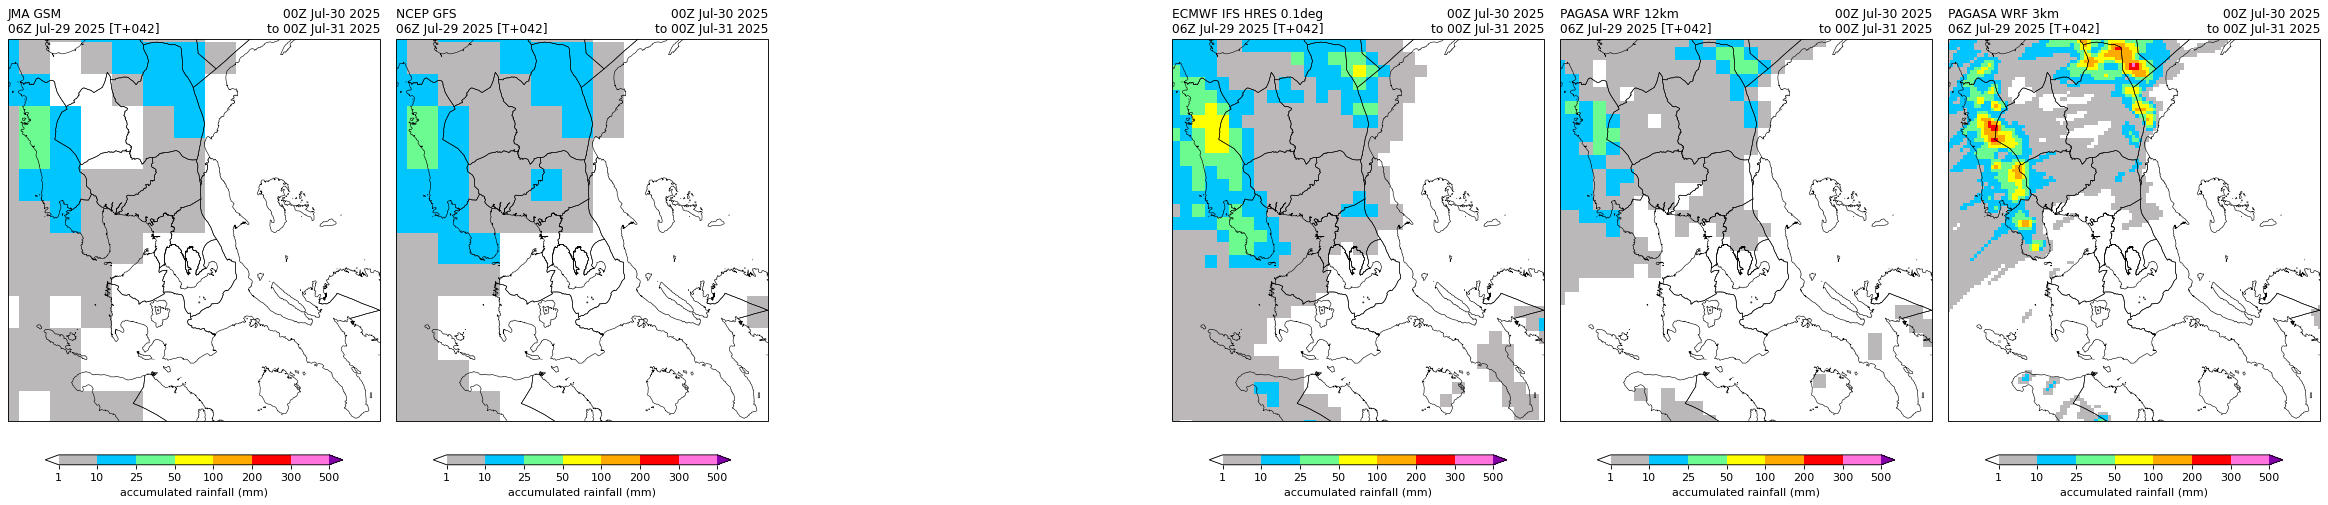 JMA GSM 00Z Jul-30 2025
06Z Jul-29 2025 [T+042] to 00Z Jul-31 2025
1 10 25 50 100 200 300 500
accumulated rainfall (mm)
NCEP GFS 00Z Jul-30 2025
06Z Jul-29 2025 [T+042] to 00Z Jul-31 2025
1 10 25 50 100 200 300 500
accumulated rainfall (mm)
ECMWF IFS HRES 0.1deg 00Z Jul-30 2025
06Z Jul-29 2025 [T+042] to 00Z Jul-31 2025
1 10 25 50 100 200 300 500
accumulated rainfall (mm)
PAGASA WRF 12km 00Z Jul-30 2025
06Z Jul-29 2025 [T+042] to 00Z Jul-31 2025
1 10 25 50 100 200 300 500
accumulated rainfall (mm)
PAGASA WRF 3km 00Z Jul-30 2025
06Z Jul-29 2025 [T+042] to 00Z Jul-31 2025
1 10 25 50 100 200 300 500
accumulated rainfall (mm)